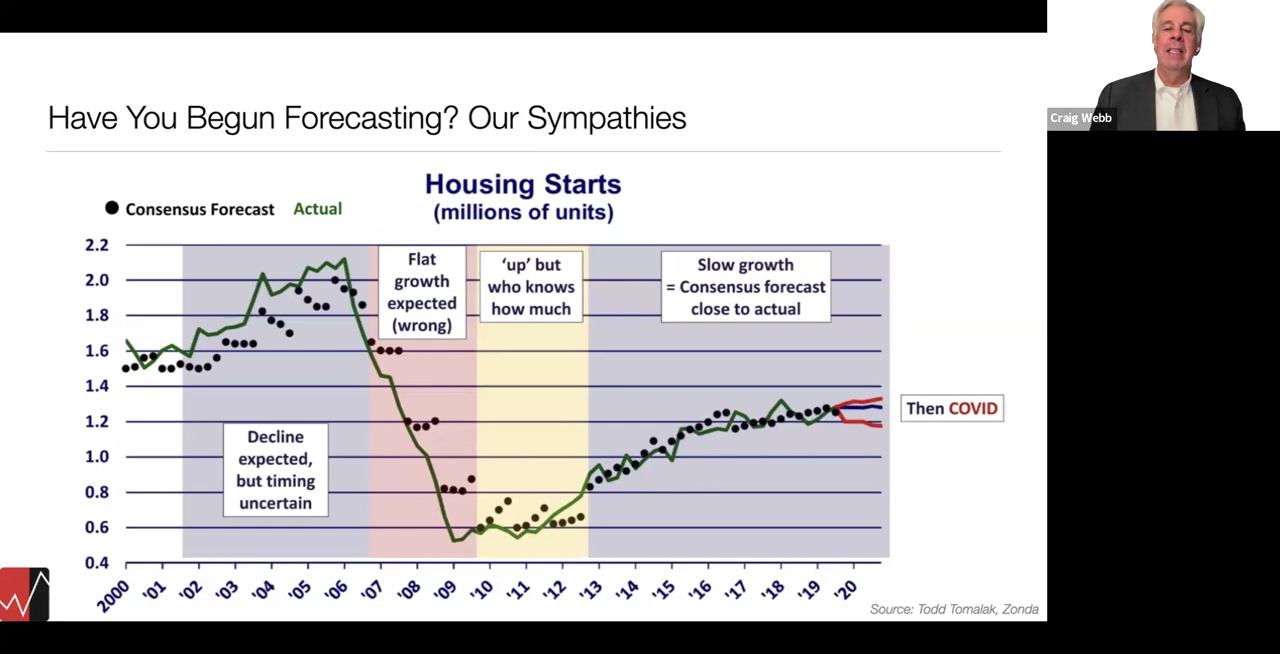 Have You Begun Forecasting? Our Sympathies
Craig Webb
Housing Starts
(millions of units)
Consensus Forecast Actual
2.2
2.0
1.8
1.6
1.4
1.2
1.0
0.8
0.6
0.4
Flat
growth
expected
(wrong)
‘up’ but
who knows
how much
Slow growth
= Consensus forecast
close to actual
Decline
expected,
but timing
uncertain
Then COVID
2000 '01 '02 '03 '04 '05 '06 '07 '08 '09 '10 '11 '12 '13 '14 '15 '16 '17 '18 '19 '20
Source: Todd Tomalak, Zonda